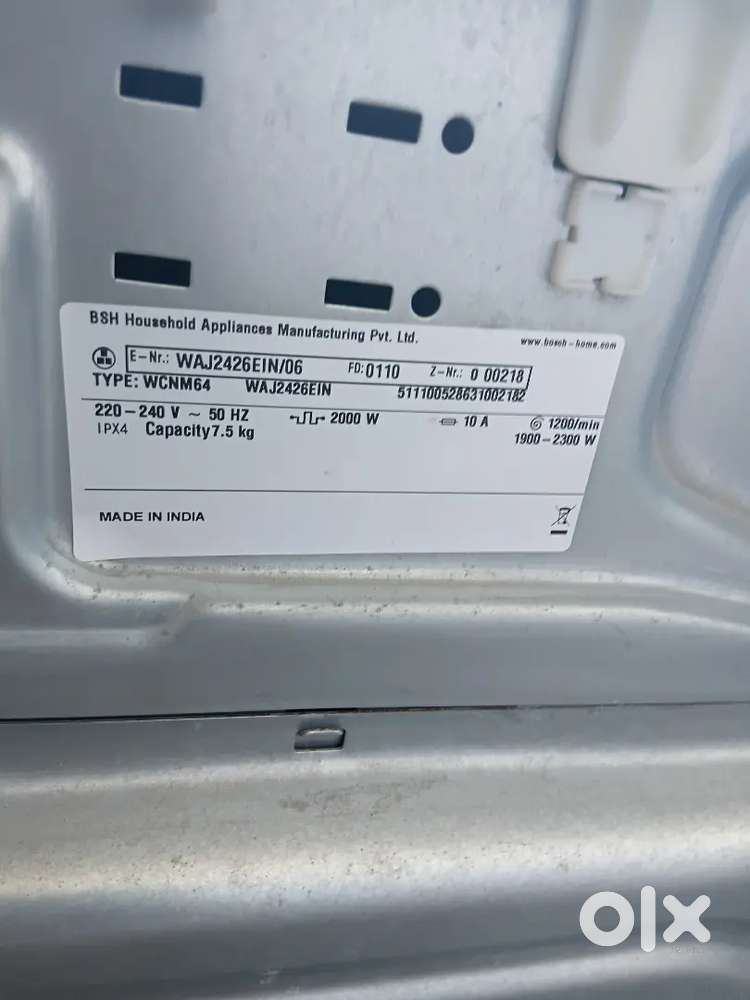 BSH Household Appliances Manufacturing Pvt. Ltd.
www.bosch-home.com
E-Nr.: WAJ2426EIN/06 FD: 0110 Z-Nr.: 0 00218
TYPE: WCNM64 WAJ2426EIN 511100528631002182
220-240 V ~ 50 HZ 2000 W 10 A 1200/min
IPX4 Capacity 7.5 kg 1900-2300 W
MADE IN INDIA
olx